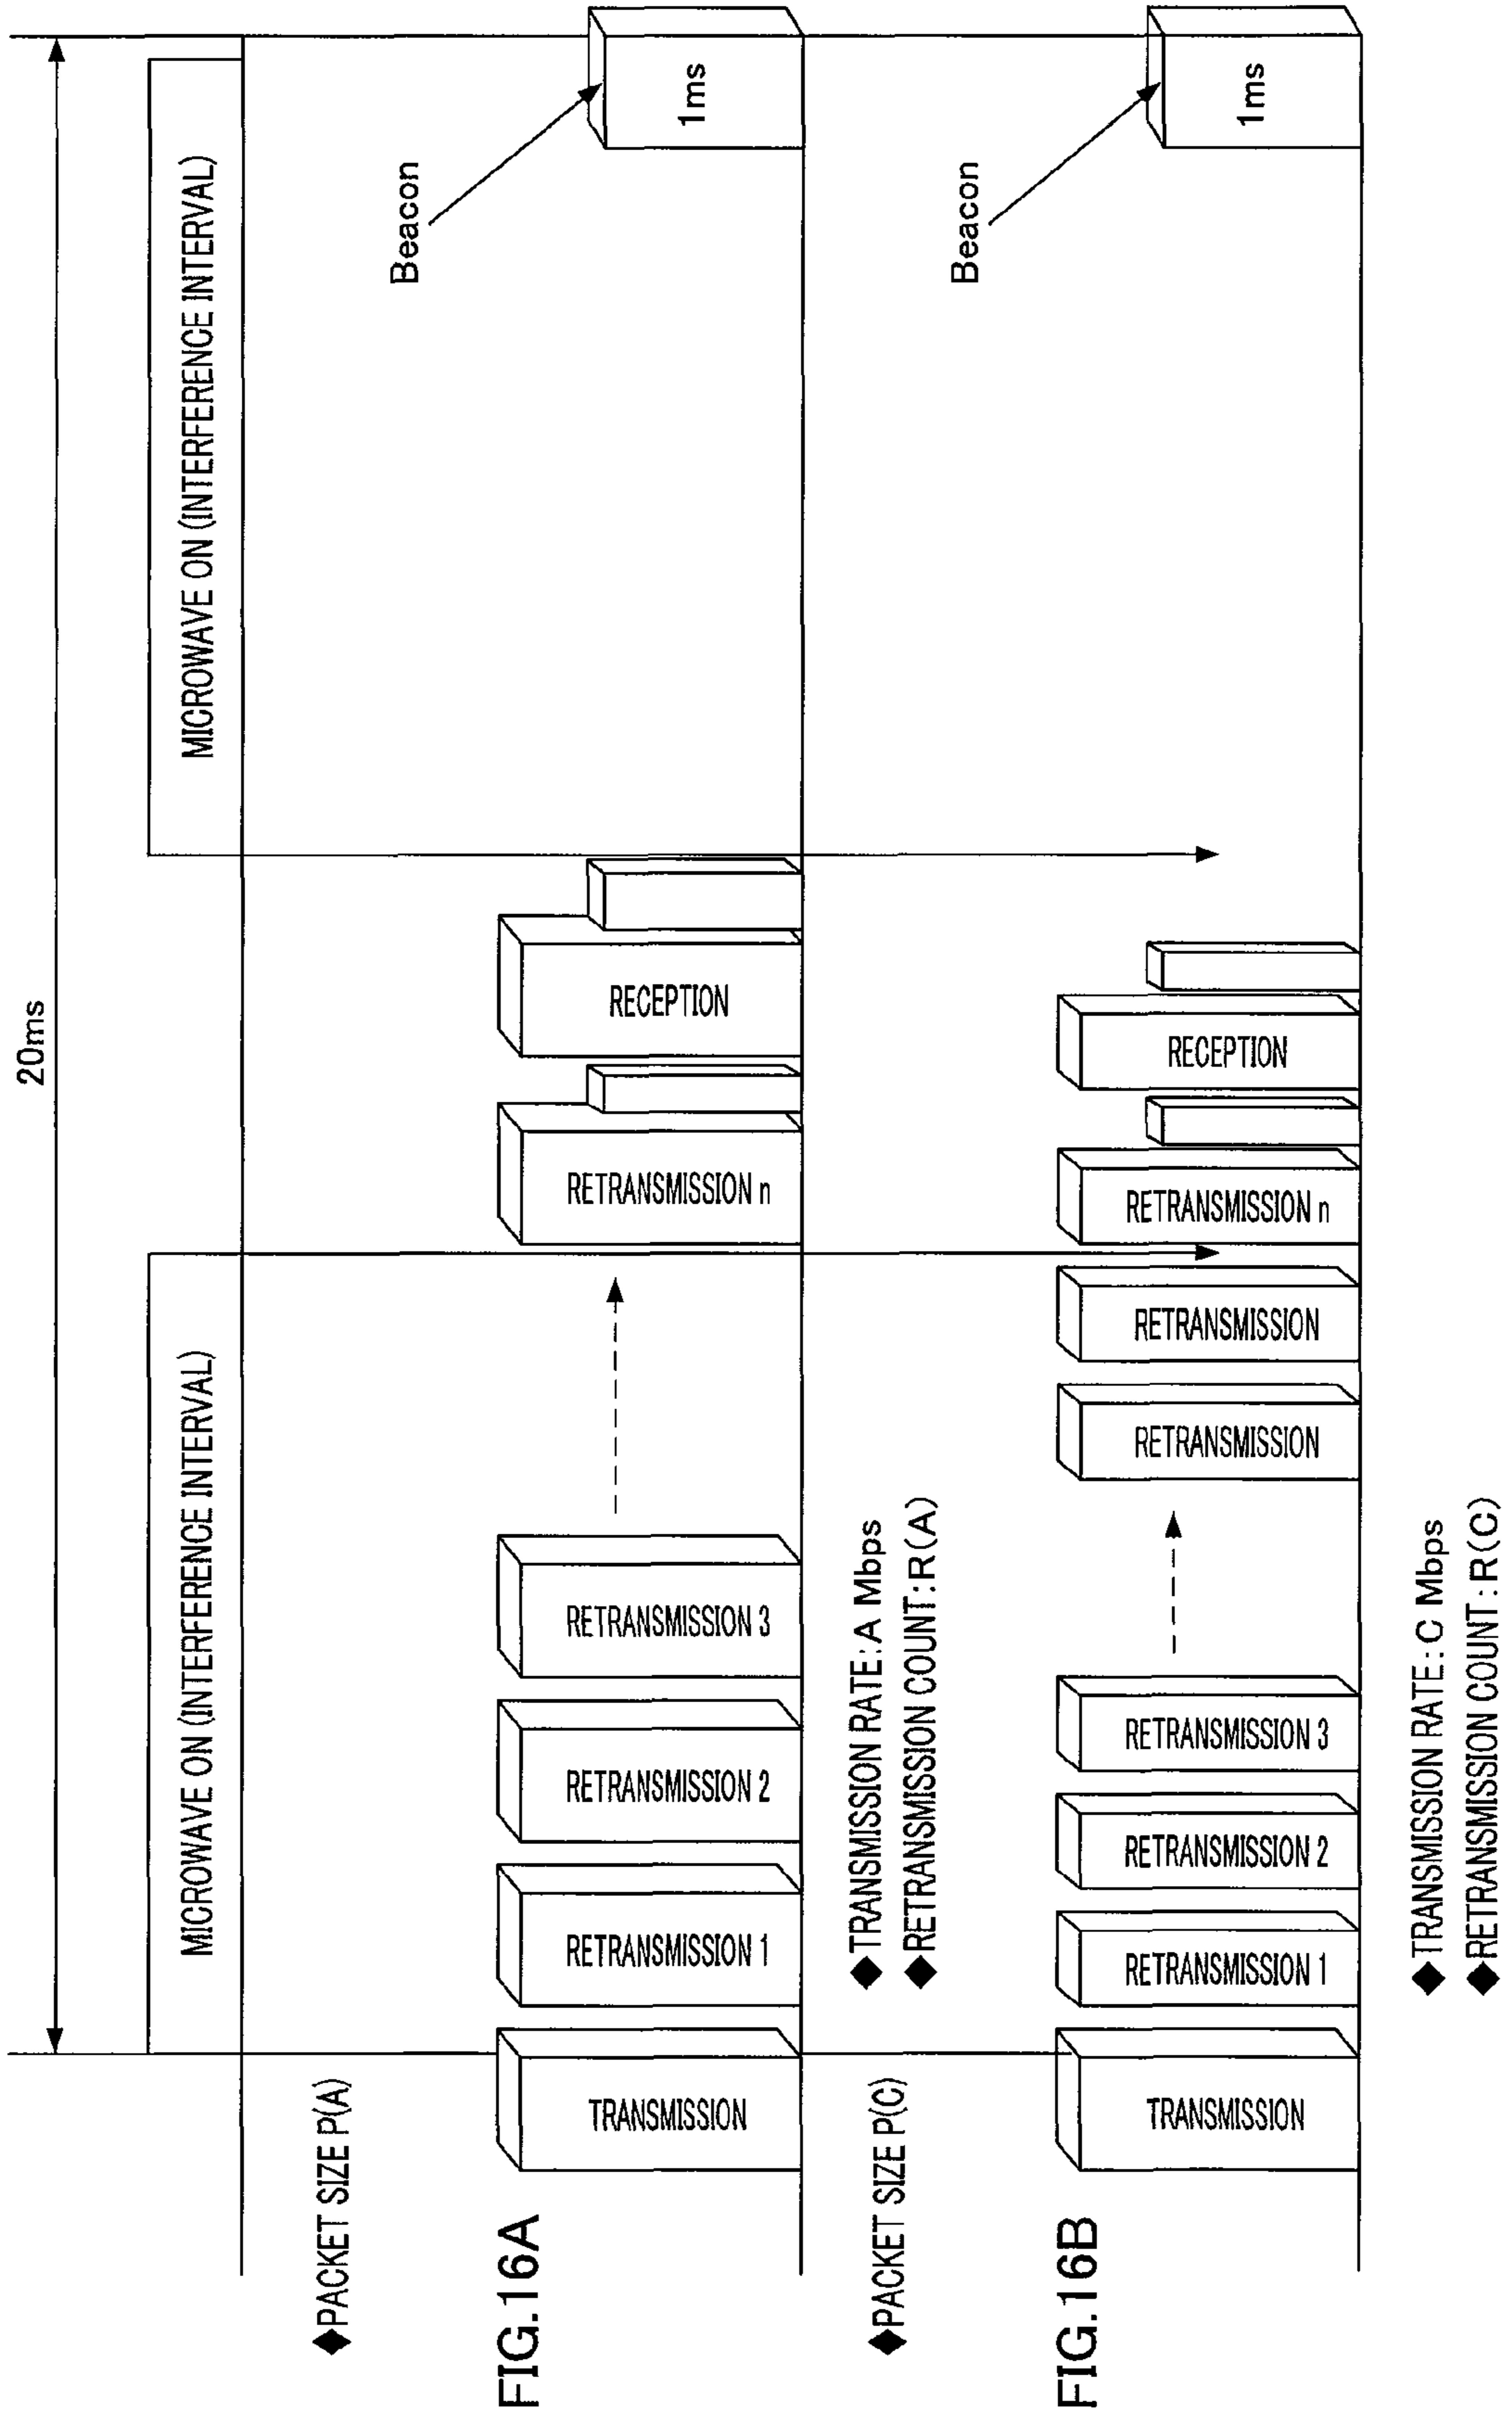 20ms
MICROWAVE ON (INTERFERENCE INTERVAL)
MICROWAVE ON (INTERFERENCE INTERVAL)
◆PACKET SIZE P(A)
FIG.16A
TRANSMISSION
RETRANSMISSION 1
RETRANSMISSION 2
RETRANSMISSION 3
RETRANSMISSION n
RECEPTION
Beacon
1ms
◆TRANSMISSION RATE:A Mbps
◆RETRANSMISSION COUNT:R(A)
◆PACKET SIZE P(C)
FIG.16B
TRANSMISSION
RETRANSMISSION 1
RETRANSMISSION 2
RETRANSMISSION 3
RETRANSMISSION
RETRANSMISSION
RETRANSMISSION n
RECEPTION
Beacon
1ms
◆TRANSMISSION RATE:C Mbps
◆RETRANSMISSION COUNT:R(C)